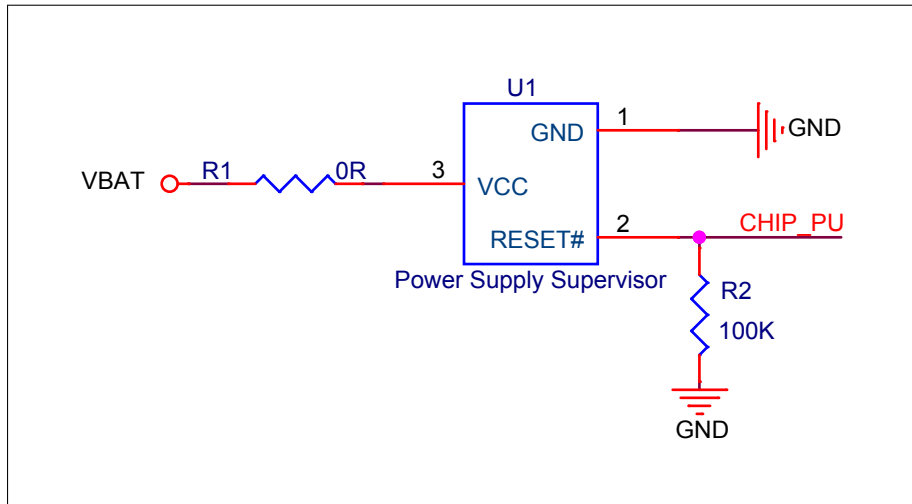 U1
GND
1
GND
VBAT
R1
0R
3
VCC
RESET#
2
CHIP_PU
Power Supply Supervisor
R2
100K
GND